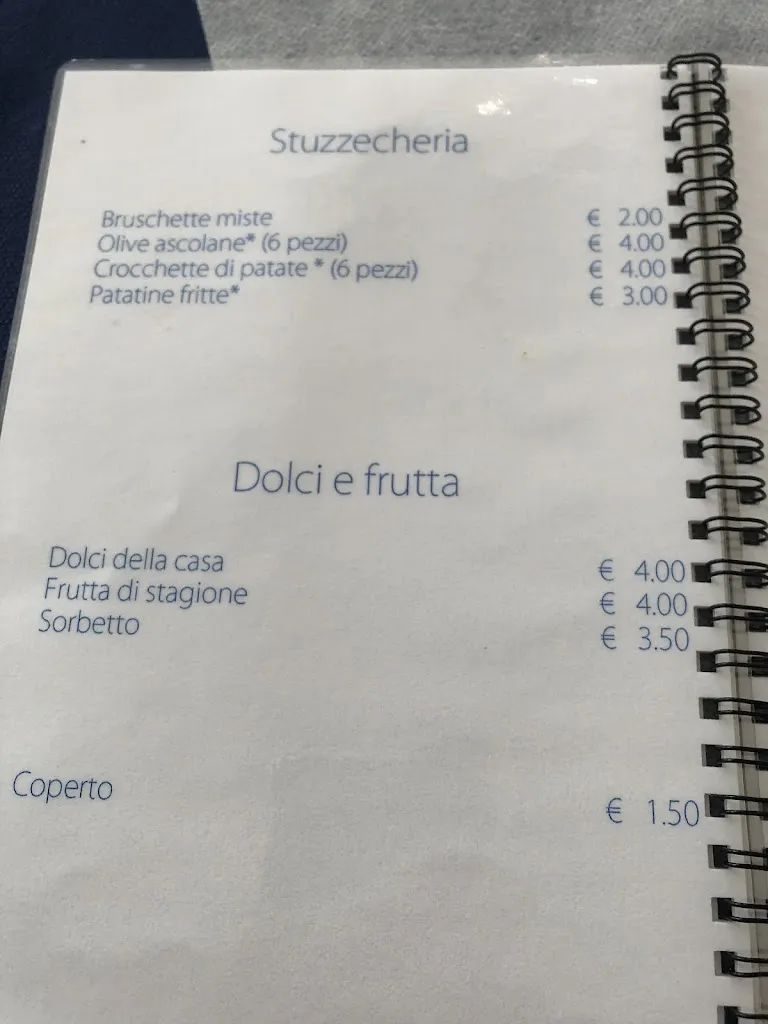 Stuzzecheria
Bruschette miste € 2.00
Olive ascolane* (6 pezzi) € 4.00
Crocchette di patate * (6 pezzi) € 4.00
Patatine fritte* € 3.00
Dolci e frutta
Dolci della casa € 4.00
Frutta di stagione € 4.00
Sorbetto € 3.50
Coperto € 1.50